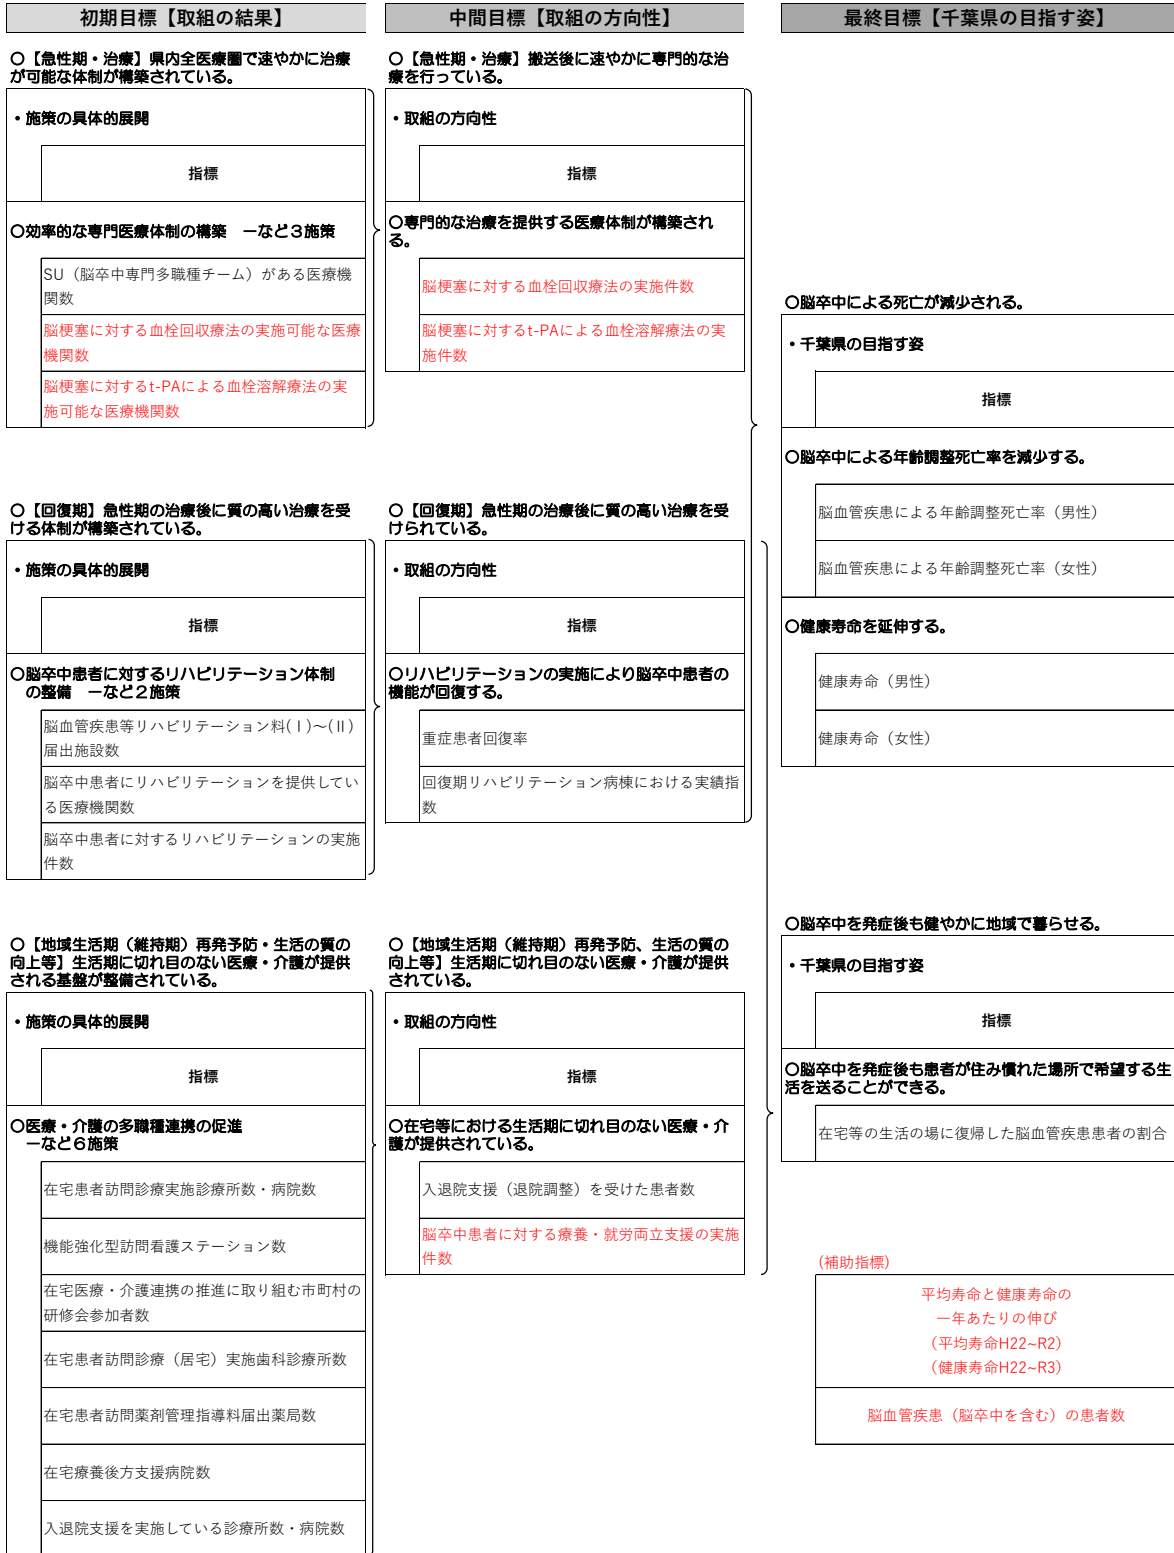 初期目標【取組の結果】
○【急性期・治療】県内全医療圏で速やかに治療
が可能な体制が構築されている。
・施策の具体的展開
指標
○効率的な専門医療体制の構築　ーなど３施策
SU（脳卒中専門多職種チーム）がある医療機
関数
脳梗塞に対する血栓回収療法の実施可能な医療
機関数
脳梗塞に対するt-PAによる血栓溶解療法の実
施可能な医療機関数
○【回復期】急性期の治療後に質の高い治療を受
ける体制が構築されている。
・施策の具体的展開
指標
○脳卒中患者に対するリハビリテーション体制
の整備　ーなど２施策
脳血管疾患等リハビリテーション料(Ⅰ)～(Ⅱ)
届出施設数
脳卒中患者にリハビリテーションを提供してい
る医療機関数
脳卒中患者に対するリハビリテーションの実施
件数
○【地域生活期（維持期）再発予防・生活の質の
向上等】生活期に切れ目のない医療・介護が提供
される基盤が整備されている。
・施策の具体的展開
指標
○医療・介護の多職種連携の促進
ーなど６施策
在宅患者訪問診療実施診療所数・病院数
機能強化型訪問看護ステーション数
在宅医療・介護連携の推進に取り組む市町村の
研修会参加者数
在宅患者訪問診療（居宅）実施歯科診療所数
在宅患者訪問薬剤管理指導料届出薬局数
在宅療養後方支援病院数
入退院支援を実施している診療所数・病院数
中間目標【取組の方向性】
○【急性期・治療】搬送後に速やかに専門的な治
療を行っている。
・取組の方向性
指標
○専門的な治療を提供する医療体制が構築され
る。
脳梗塞に対する血栓回収療法の実施件数
脳梗塞に対するt-PAによる血栓溶解療法の実
施件数
○【回復期】急性期の治療後に質の高い治療を受
けられている。
・取組の方向性
指標
○リハビリテーションの実施により脳卒中患者の
機能が回復する。
重症患者回復率
回復期リハビリテーション病棟における実績指
数
○【地域生活期（維持期）再発予防、生活の質の
向上等】生活期に切れ目のない医療・介護が提供
されている。
・取組の方向性
指標
○在宅等における生活期に切れ目のない医療・介
護が提供されている。
入退院支援（退院調整）を受けた患者数
脳卒中患者に対する療養・就労両立支援の実施
件数
最終目標【千葉県の目指す姿】
○脳卒中による死亡が減少される。
・千葉県の目指す姿
指標
○脳卒中による年齢調整死亡率を減少する。
脳血管疾患による年齢調整死亡率（男性）
脳血管疾患による年齢調整死亡率（女性）
○健康寿命を延伸する。
健康寿命（男性）
健康寿命（女性）
○脳卒中を発症後も健やかに地域で暮らせる。
・千葉県の目指す姿
指標
○脳卒中を発症後も患者が住み慣れた場所で希望する生
活を送ることができる。
在宅等の生活の場に復帰した脳血管疾患患者の割合
(補助指標)
平均寿命と健康寿命の
一年あたりの伸び
（平均寿命H22~R2）
（健康寿命H22~R3）
脳血管疾患（脳卒中を含む）の患者数